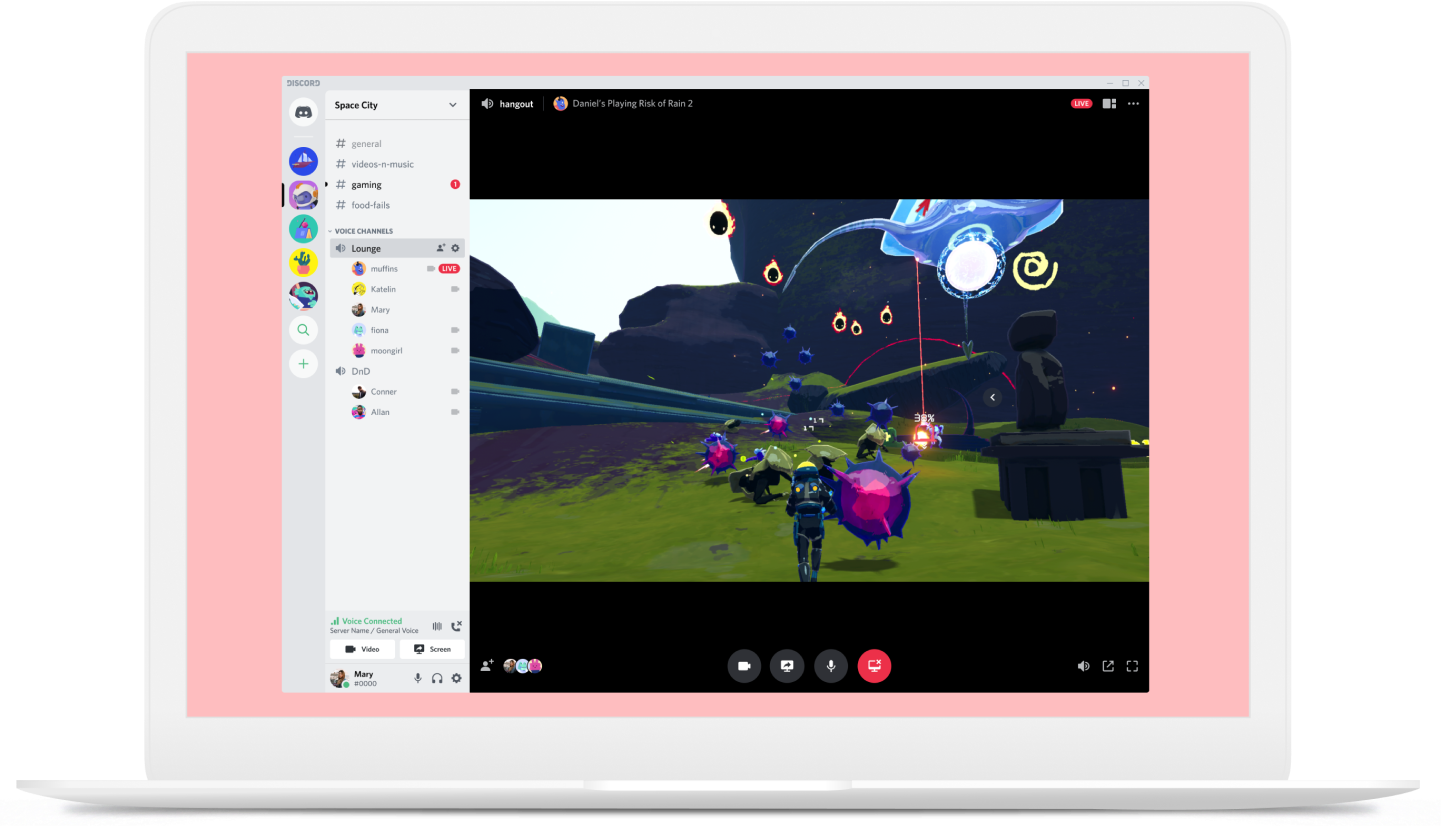 DISCORD
Space City
general
videos-n-music
gaming
1
food-fails
VOICE CHANNELS
Lounge
muffins
LIVE
Katelin
Mary
fiona
moongirl
DnD
Conner
Allan
Voice Connected
Server Name / General Voice
Video
Screen
Mary
#0000
hangout
Daniel's Playing Risk of Rain 2
LIVE
17
17